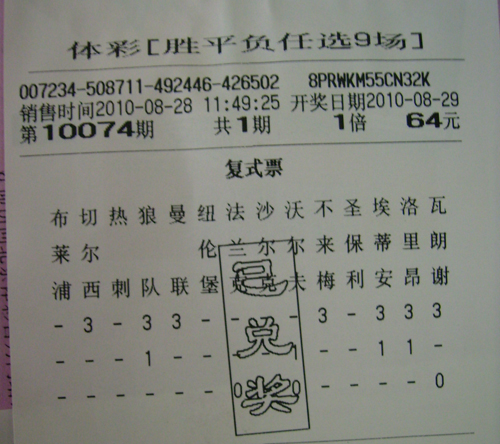 体彩[胜平负任选9场]
007234-508711-492446-426502 8PRWKM55CN32K
销售时间2010-08-28 11:49:25 开奖日期2010-08-29
第10074期 共1期 1倍 64元
复式票
布 切 热 狼 曼 纽 法 沙 沃 不 圣 埃 洛 瓦
莱 尔 伦 兰 尔 尔 来 保 蒂 里 朗
浦 西 刺 队 联 堡 克 克 夫 梅 利 安 昂 谢
- 3 - 3 3 - - - - 3 - 3 3 3
- - - 1 - - - 1 - - 1 1 -
- - - - - - 0 0 - - - - 0
已兑奖